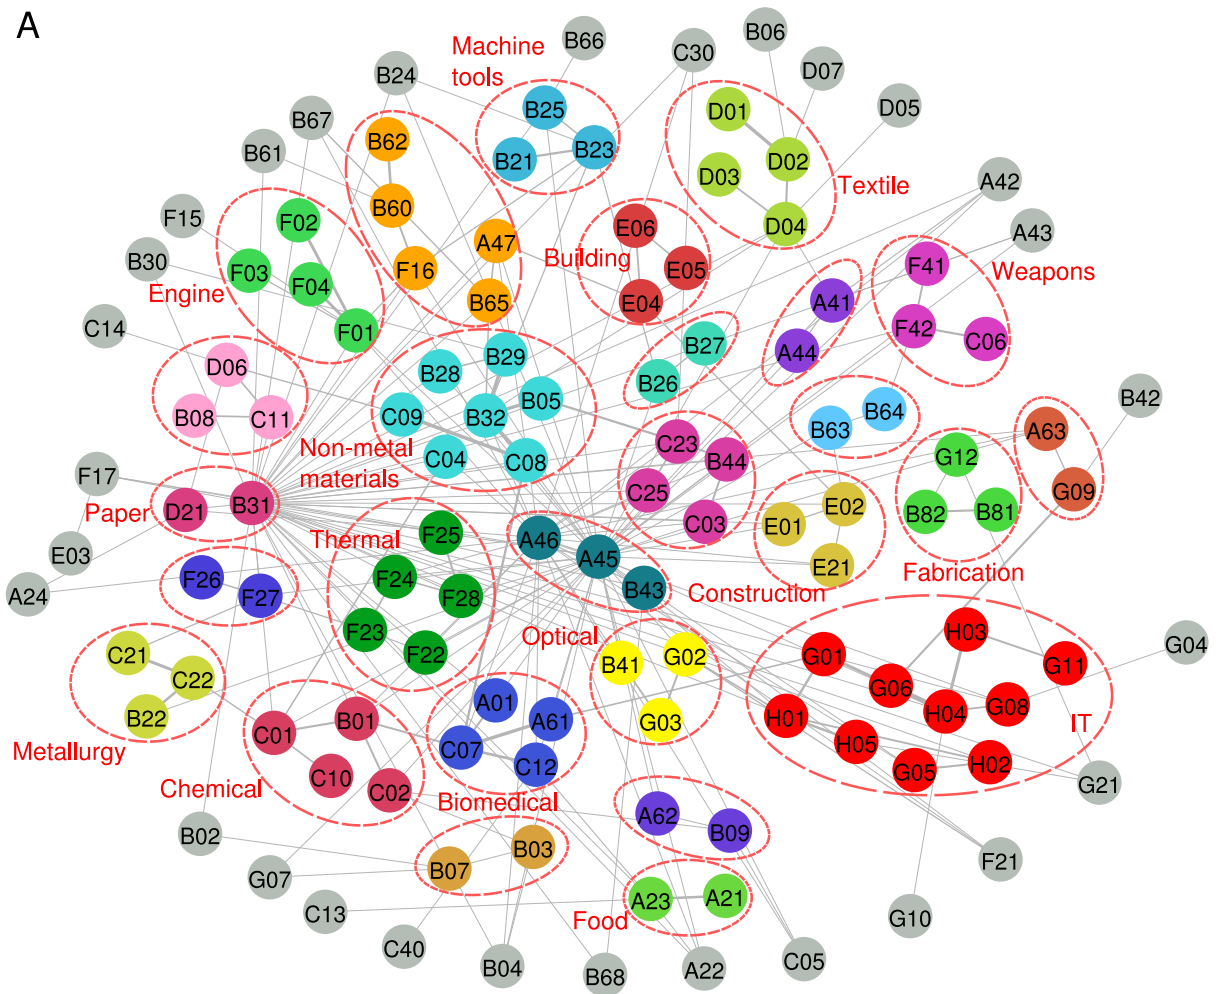 A
B66
B06
Machine
tools
C30
D07
B24
B25
D01
D05
B67
B62
B61
B21
B23
D02
D03
Textile
A42
B60
F15
F02
E06
D04
A43
A47
B30
F03
F16
Building
E05
F41
Weapons
Engine
F04
B65
E04
A41
C14
F01
F42
C06
D06
B29
B27
A44
B28
B26
B42
B08
C11
C09
B32
B05
B63
B64
A63
Non-metal
materials
C04
C08
C23
B44
G12
F17
C25
G09
Paper
D21
B31
C03
E01
E02
B82
B81
Thermal
F25
A46
E03
A45
E21
Fabrication
A24
F26
F27
F24
F28
B43
Construction
F23
Optical
H03
C21
F22
B41
G02
G01
G11
G04
C22
G06
B22
A01
G03
H01
H04
G08
Metallurgy
C01
B01
A61
IT
C07
H05
C10
C12
G05
H02
Chemical
C02
G21
Biomedical
A62
B09
B02
B03
F21
G07
B07
A23
A21
C13
Food
G10
C40
B04
B68
A22
C05